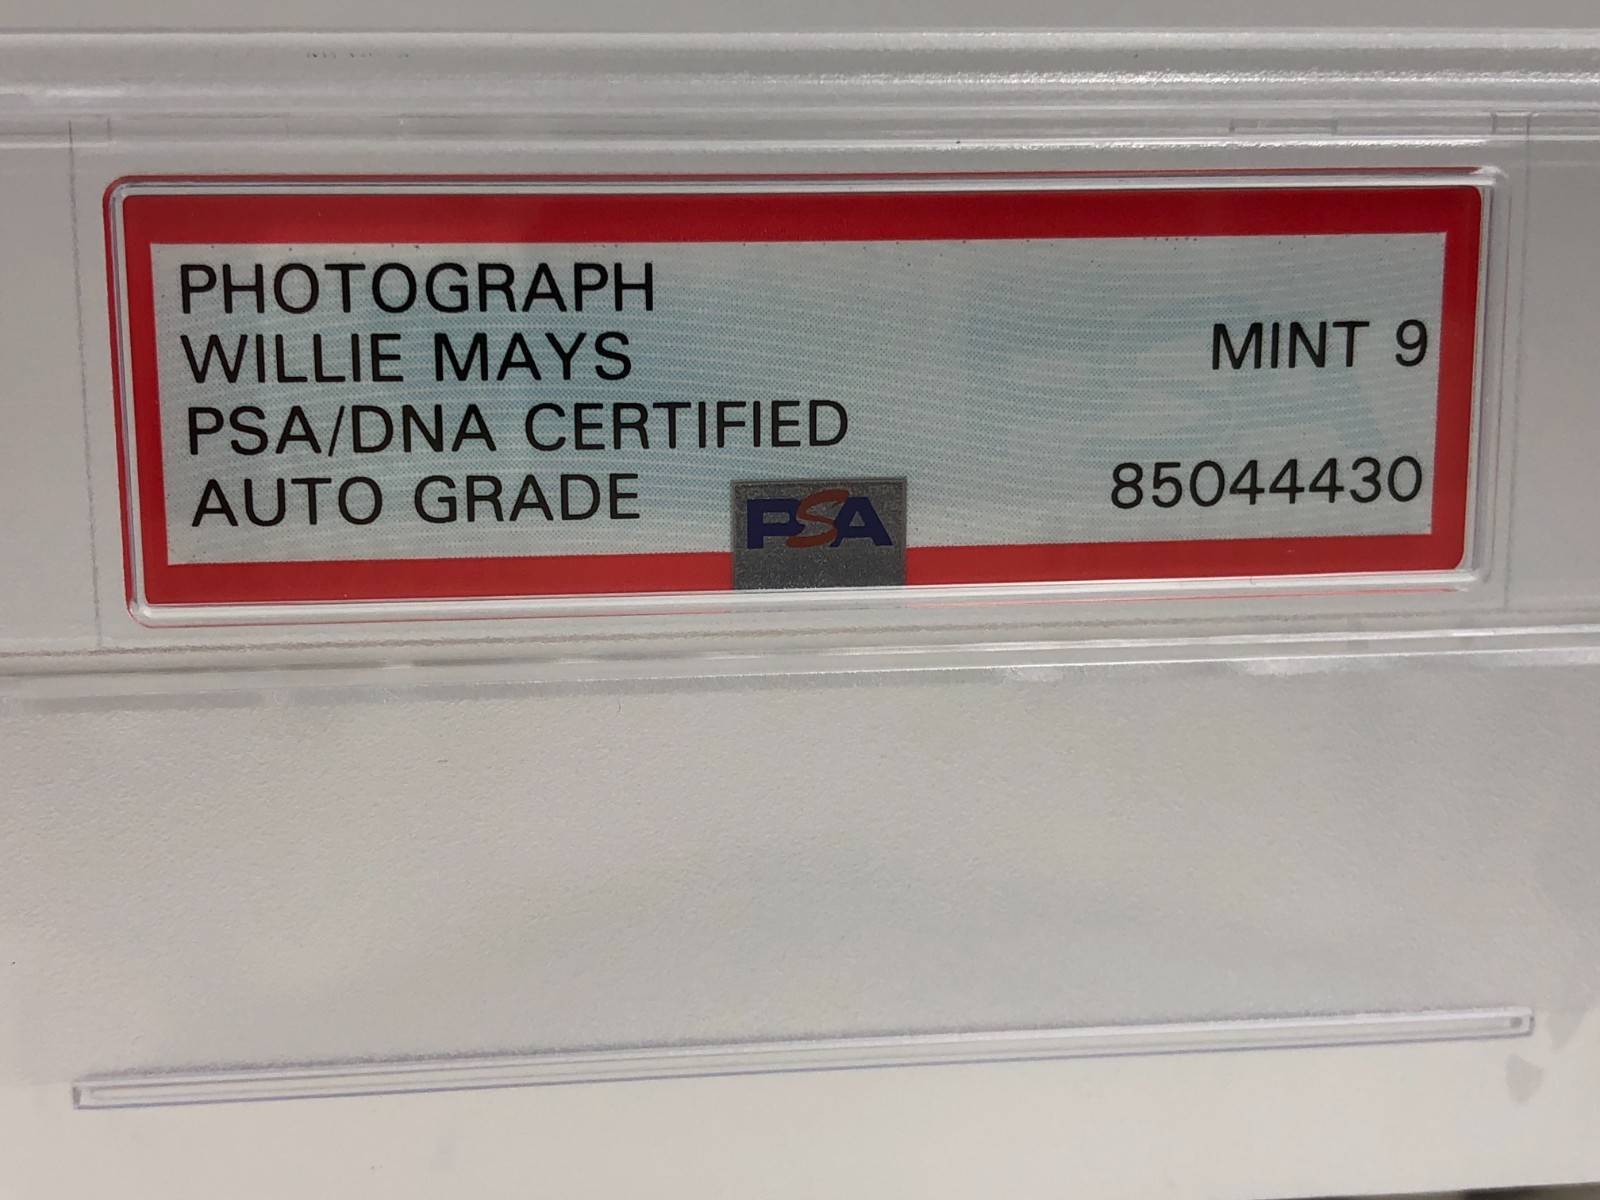 PHOTOGRAPH
WILLIE MAYS
MINT 9
PSA/DNA CERTIFIED
AUTO GRADE
85044430
PSA